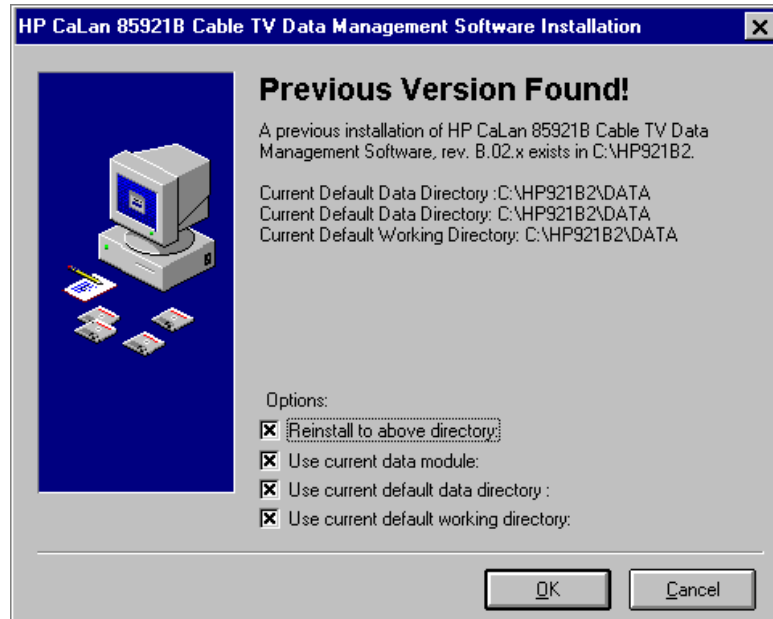 HP CaLan 85921B Cable TV Data Management Software Installation
Previous Version Found!
A previous installation of HP CaLan 85921B Cable TV Data
Management Software, rev. B.02.x exists in C:\HP921B2.
Current Default Data Directory :C:\HP921B2\DATA
Current Default Data Directory: C:\HP921B2\DATA
Current Default Working Directory: C:\HP921B2\DATA
Options:
Reinstall to above directory:
Use current data module:
Use current default data directory :
Use current default working directory:
OK
Cancel